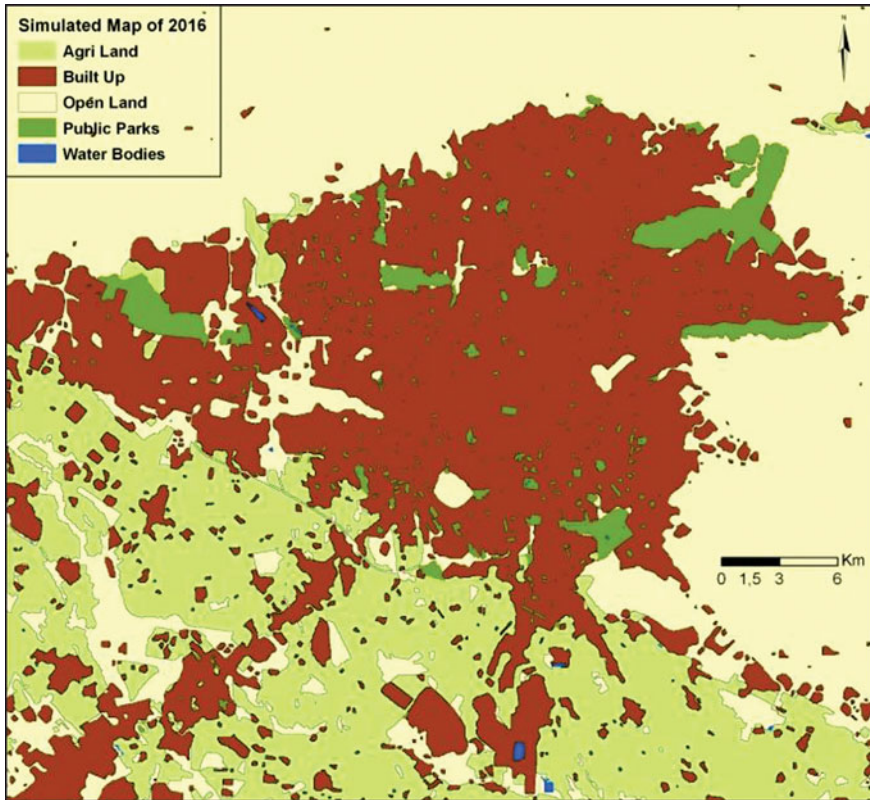 Simulated Map of 2016
Agri Land
Built Up
Open Land
Public Parks
Water Bodies
N
Km
0 1,5 3 6